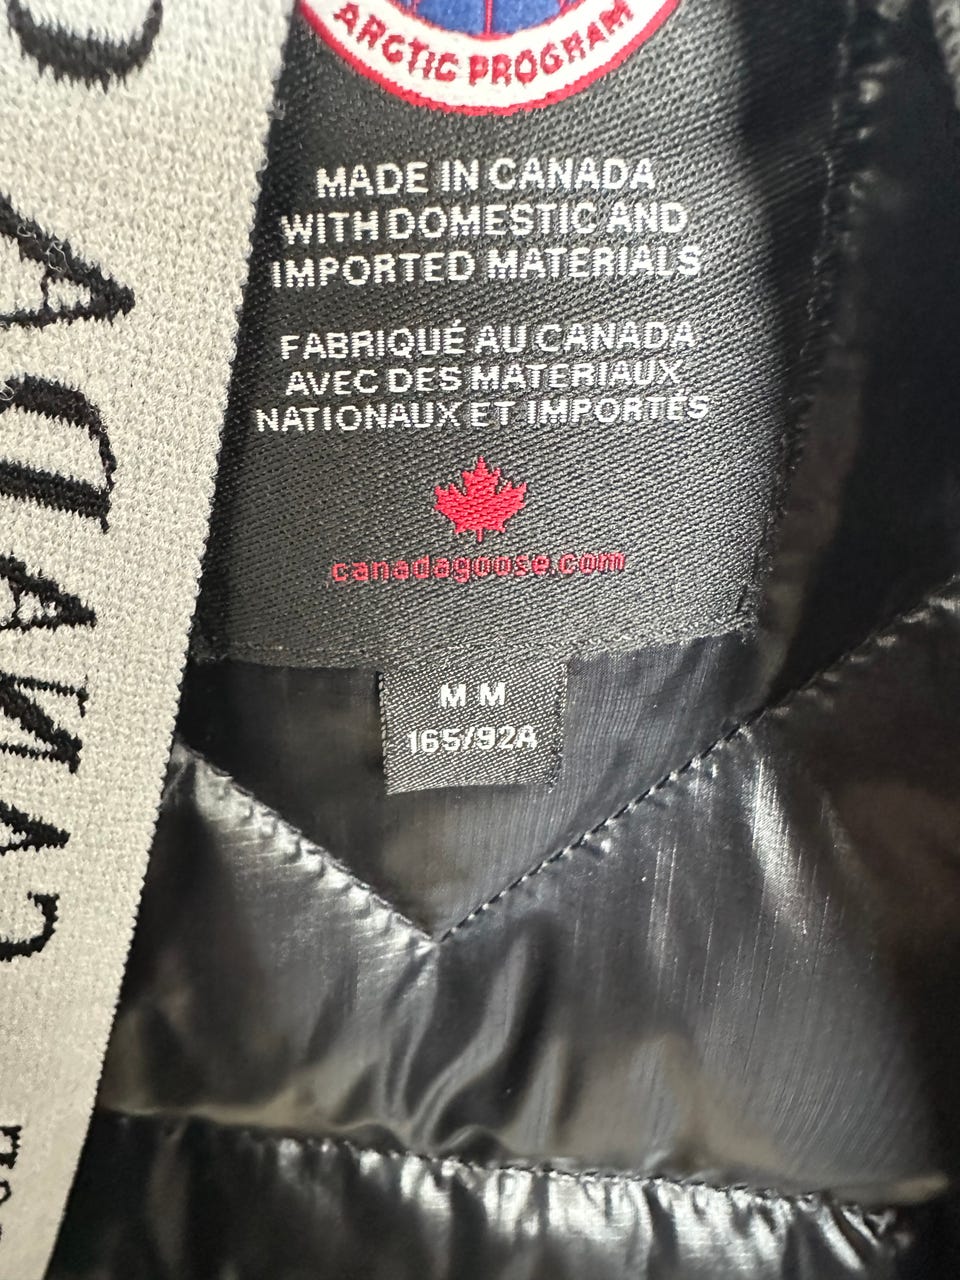 ARCTIC PROGRAM
MADE IN CANADA
WITH DOMESTIC AND
IMPORTED MATERIALS
FABRIQUÉ AU CANADA
AVEC DES MATERIAUX
NATIONAUX ET IMPORTÉS
canadagoose.com
M M
165/92A